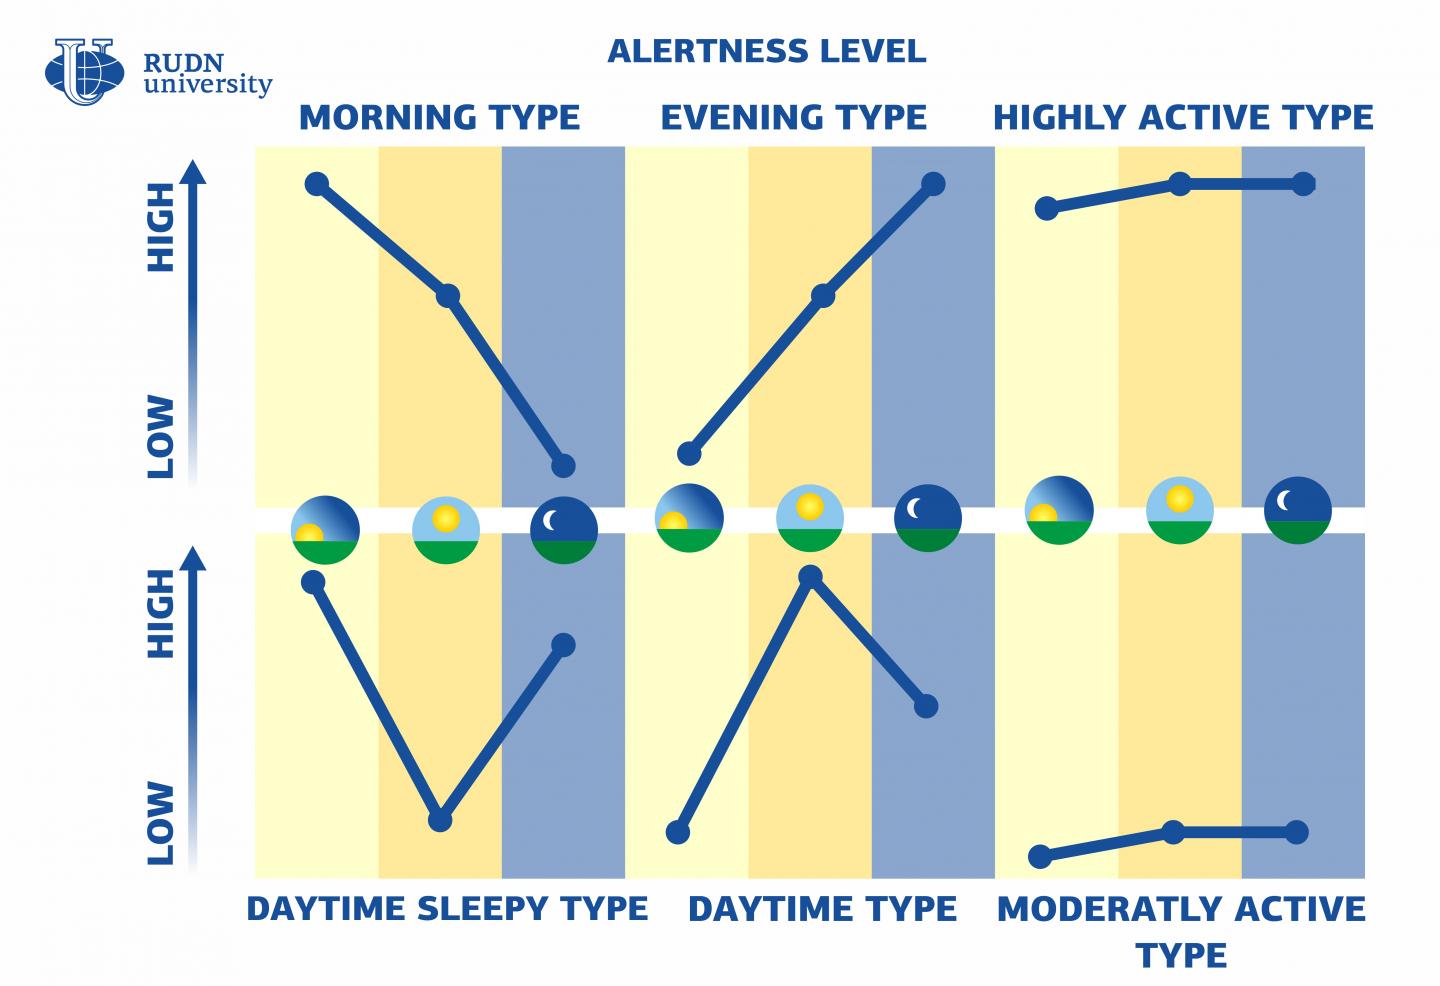 RUDN
university
ALERTNESS LEVEL
MORNING TYPE
EVENING TYPE
HIGHLY ACTIVE TYPE
HIGH
LOW
HIGH
LOW
DAYTIME SLEEPY TYPE
DAYTIME TYPE
MODERATLY ACTIVE
TYPE